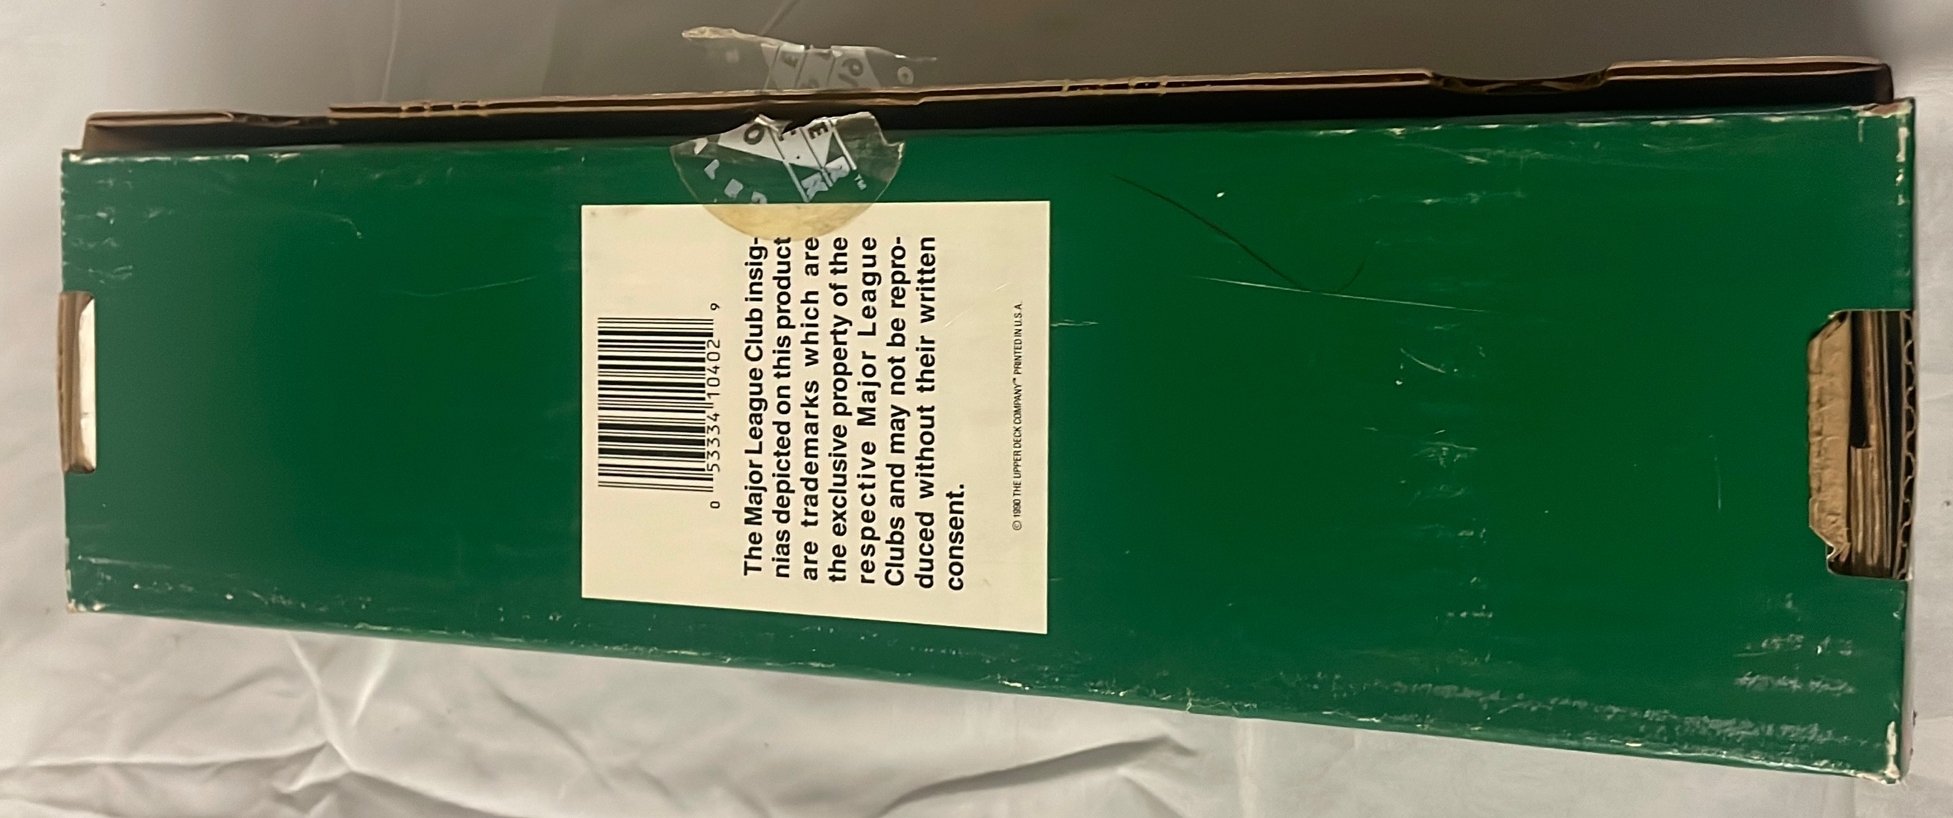 0 53334 10402 9
The Major League Club insig-
nias depicted on this product
are trademarks which are
the exclusive property of the
respective Major League
Clubs and may not be repro-
duced without their written
consent.
© 1990 THE UPPER DECK COMPANY™ PRINTED IN U.S.A.